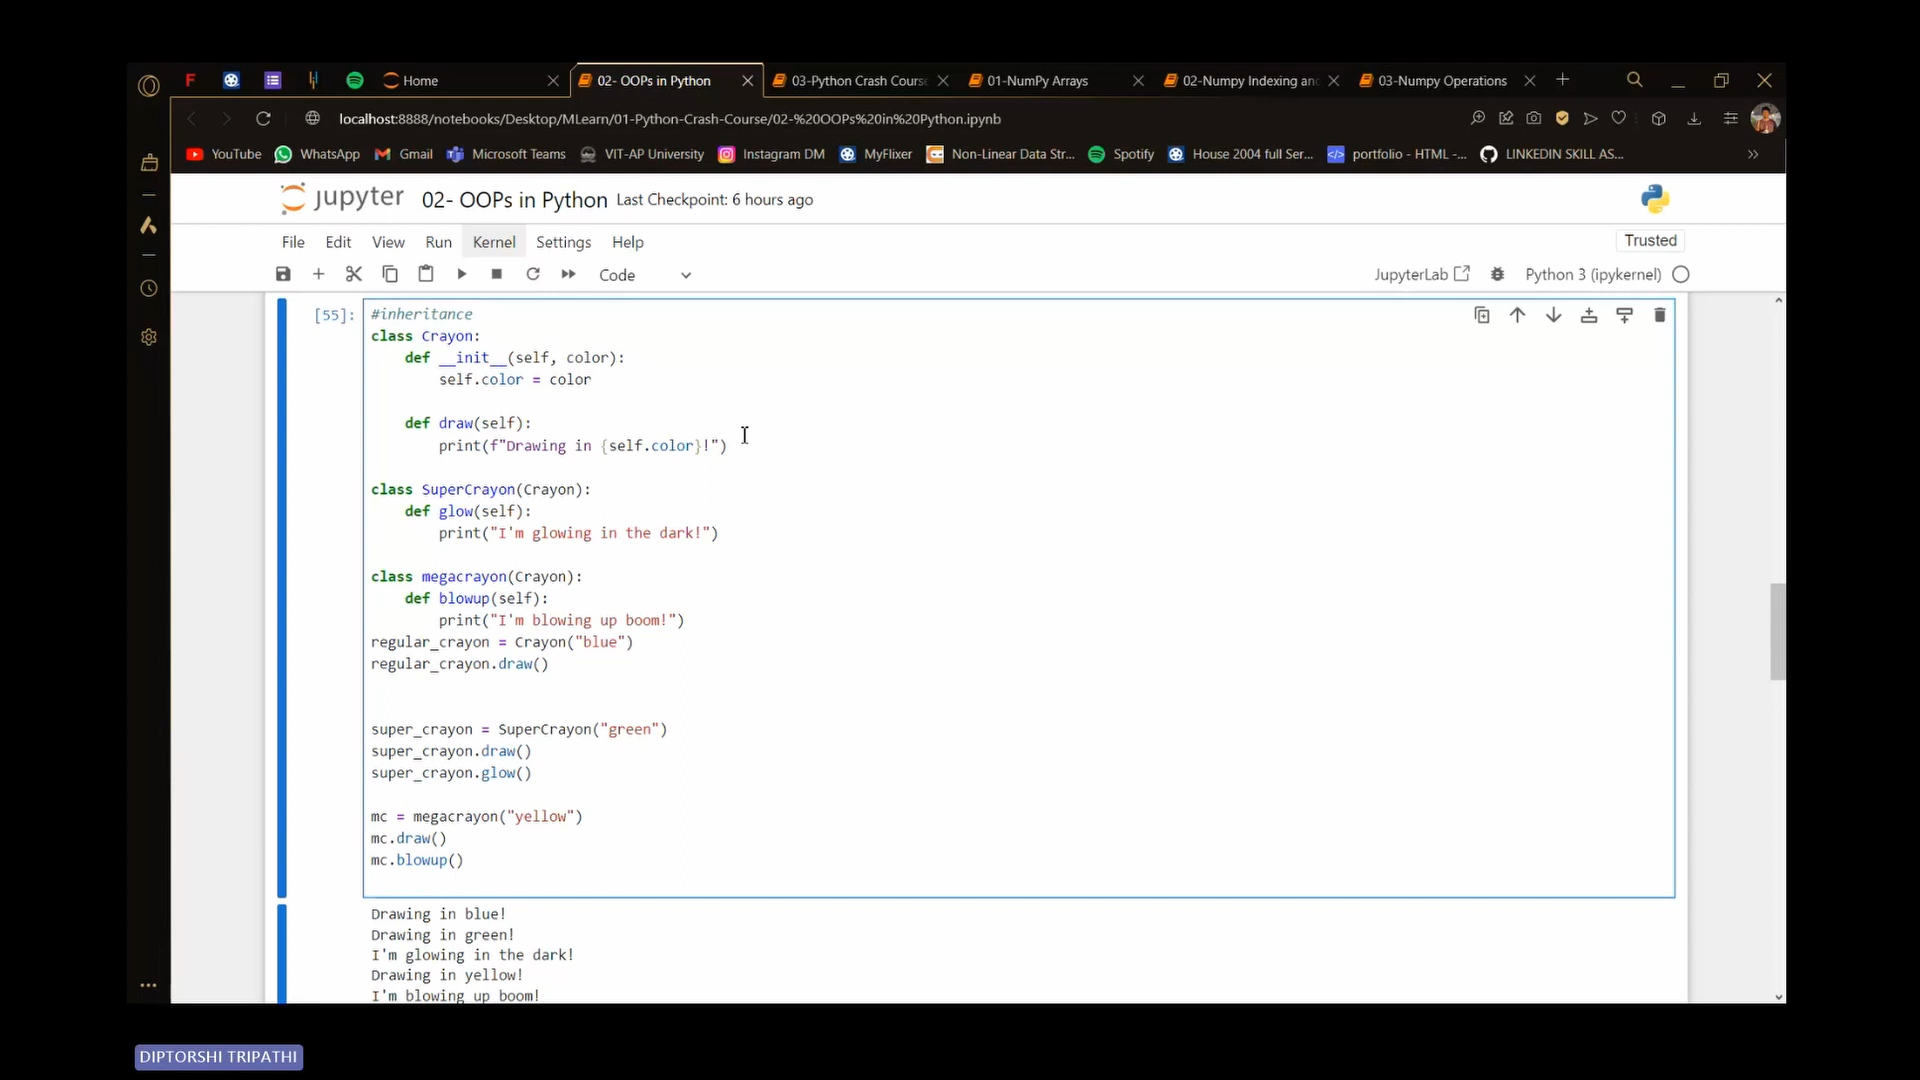 Home
02- OOPs in Python
03-Python Crash Course
01-NumPy Arrays
02-Numpy Indexing an
03-Numpy Operations
localhost:8888/notebooks/Desktop/MLearn/01-Python-Crash-Course/02-%20OOPs%20in%20Python.ipynb
YouTube
WhatsApp
Gmail
Microsoft Teams
VIT-AP University
Instagram DM
MyFlixer
Non-Linear Data Str...
Spotify
House 2004 full Ser...
portfolio - HTML -...
LINKEDIN SKILL AS...
jupyter 02- OOPs in Python Last Checkpoint: 6 hours ago
File Edit View Run Kernel Settings Help
Trusted
Code
JupyterLab
Python 3 (ipykernel)
[55]:
#inheritance
class Crayon:
    def __init__(self, color):
        self.color = color
    def draw(self):
        print(f"Drawing in {self.color}!")
class SuperCrayon(Crayon):
    def glow(self):
        print("I'm glowing in the dark!")
class megacrayon(Crayon):
    def blowup(self):
        print("I'm blowing up boom!")
regular_crayon = Crayon("blue")
regular_crayon.draw()
super_crayon = SuperCrayon("green")
super_crayon.draw()
super_crayon.glow()
mc = megacrayon("yellow")
mc.draw()
mc.blowup()
Drawing in blue!
Drawing in green!
I'm glowing in the dark!
Drawing in yellow!
I'm blowing up boom!
DIPTORSHI TRIPATHI